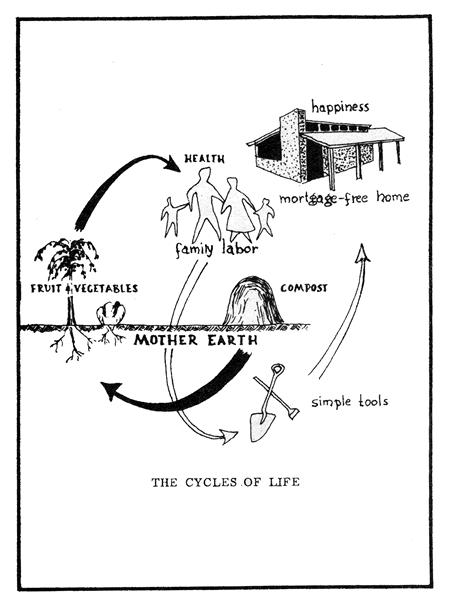 happiness
HEALTH
mortgage-free home
family labor
FRUIT & VEGETABLES
COMPOST
MOTHER EARTH
simple tools
THE CYCLES OF LIFE